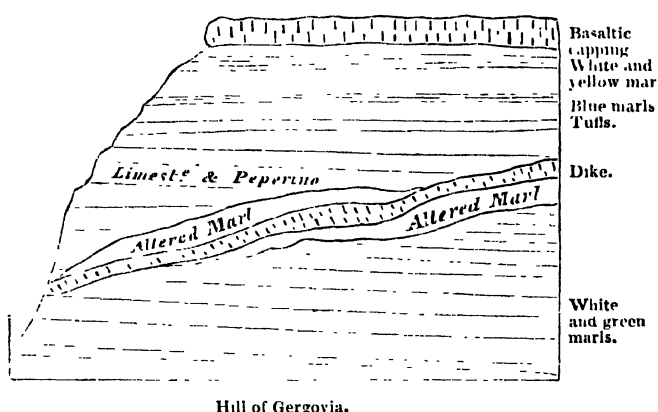 Basaltic
capping
White and
yellow mar
Blue marls
Tuffs.
Limeste & Peperino
Dike.
Altered Marl
Altered Marl
White
and green
marls.
Hill of Gergovia.